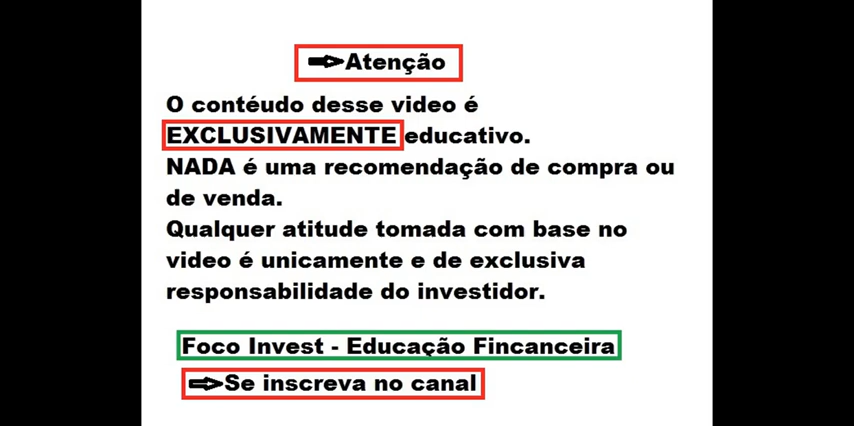 Atenção
O contéudo desse video é
EXCLUSIVAMENTE educativo.
NADA é uma recomendação de compra ou
de venda.
Qualquer atitude tomada com base no
video é unicamente e de exclusiva
responsabilidade do investidor.
Foco Invest - Educação Fincanceira
Se inscreva no canal